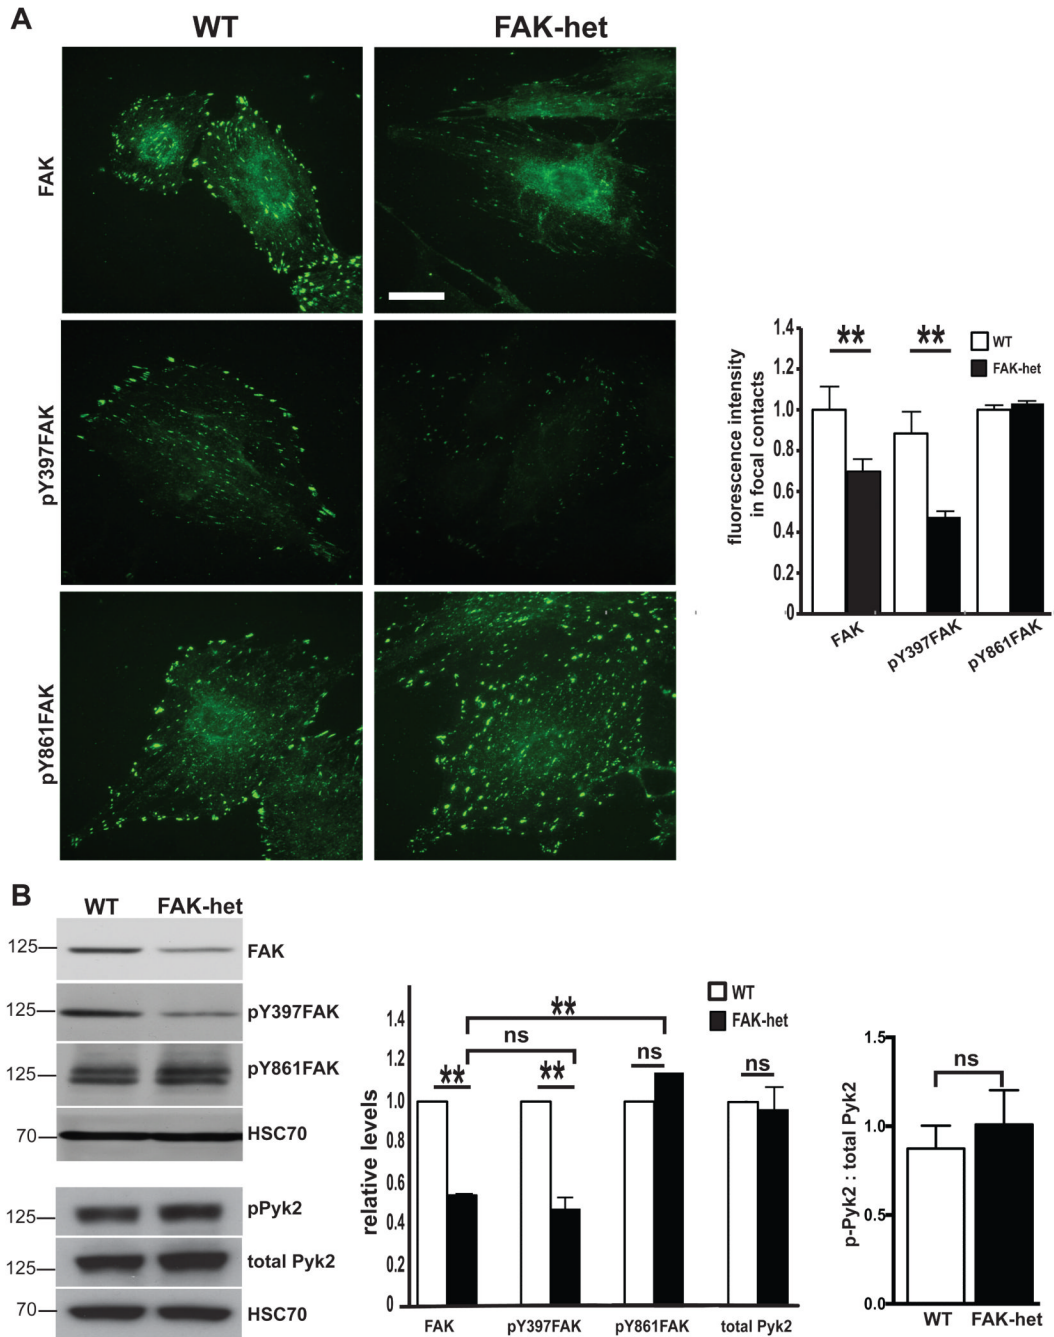 A
WT
FAK-het
FAK
pY397FAK
pY861FAK
fluorescence intensity
in focal contacts
1.4
1.2
1.0
0.8
0.6
0.4
0.2
0
**
**
WT
FAK-het
FAK
pY397FAK
pY861FAK
B
WT
FAK-het
125
FAK
125
pY397FAK
125
pY861FAK
70
HSC70
125
pPyk2
125
total Pyk2
70
HSC70
relative levels
1.4
1.2
1.0
0.8
0.6
0.4
0.2
0
WT
FAK-het
**
ns
**
**
ns
ns
FAK
pY397FAK
pY861FAK
total Pyk2
p-Pyk2 : total Pyk2
1.5
1.0
0.5
0.0
ns
WT
FAK-het